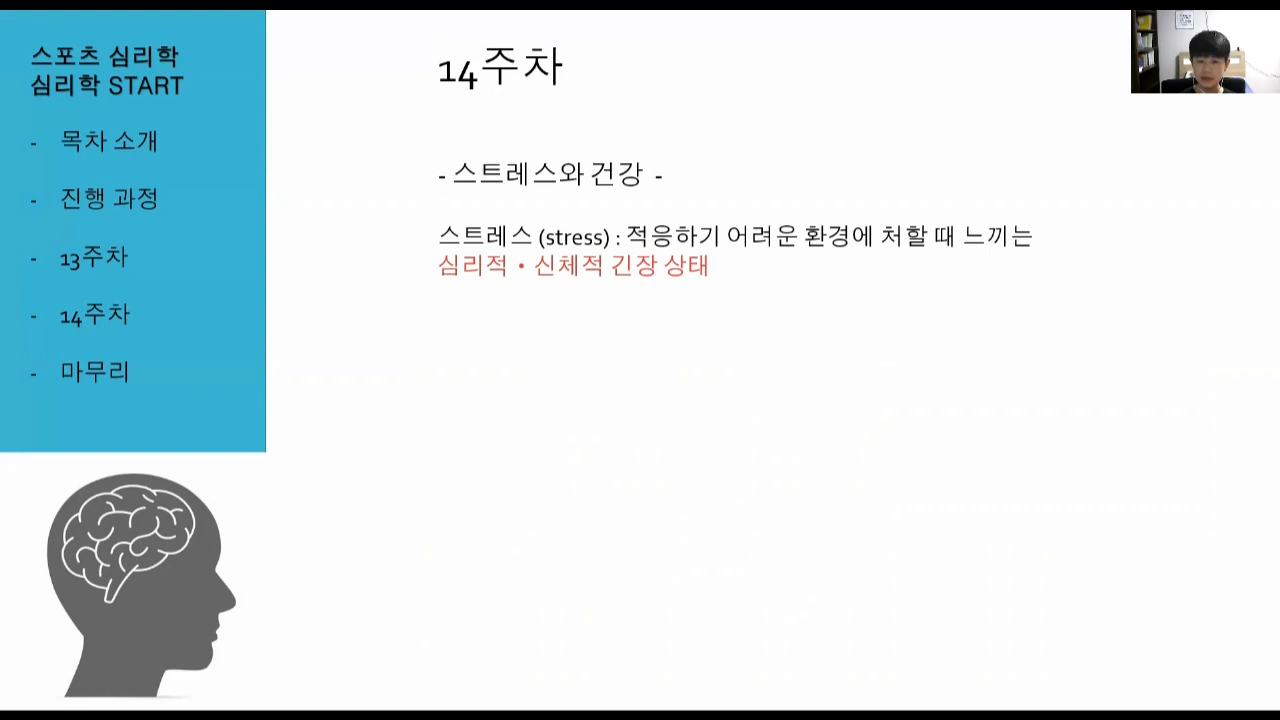 스포츠 심리학
심리학 START
- 목차 소개
- 진행 과정
- 13주차
- 14주차
- 마무리
14주차
- 스트레스와 건강 -
스트레스 (stress) : 적응하기 어려운 환경에 처할 때 느끼는
심리적・신체적 긴장 상태